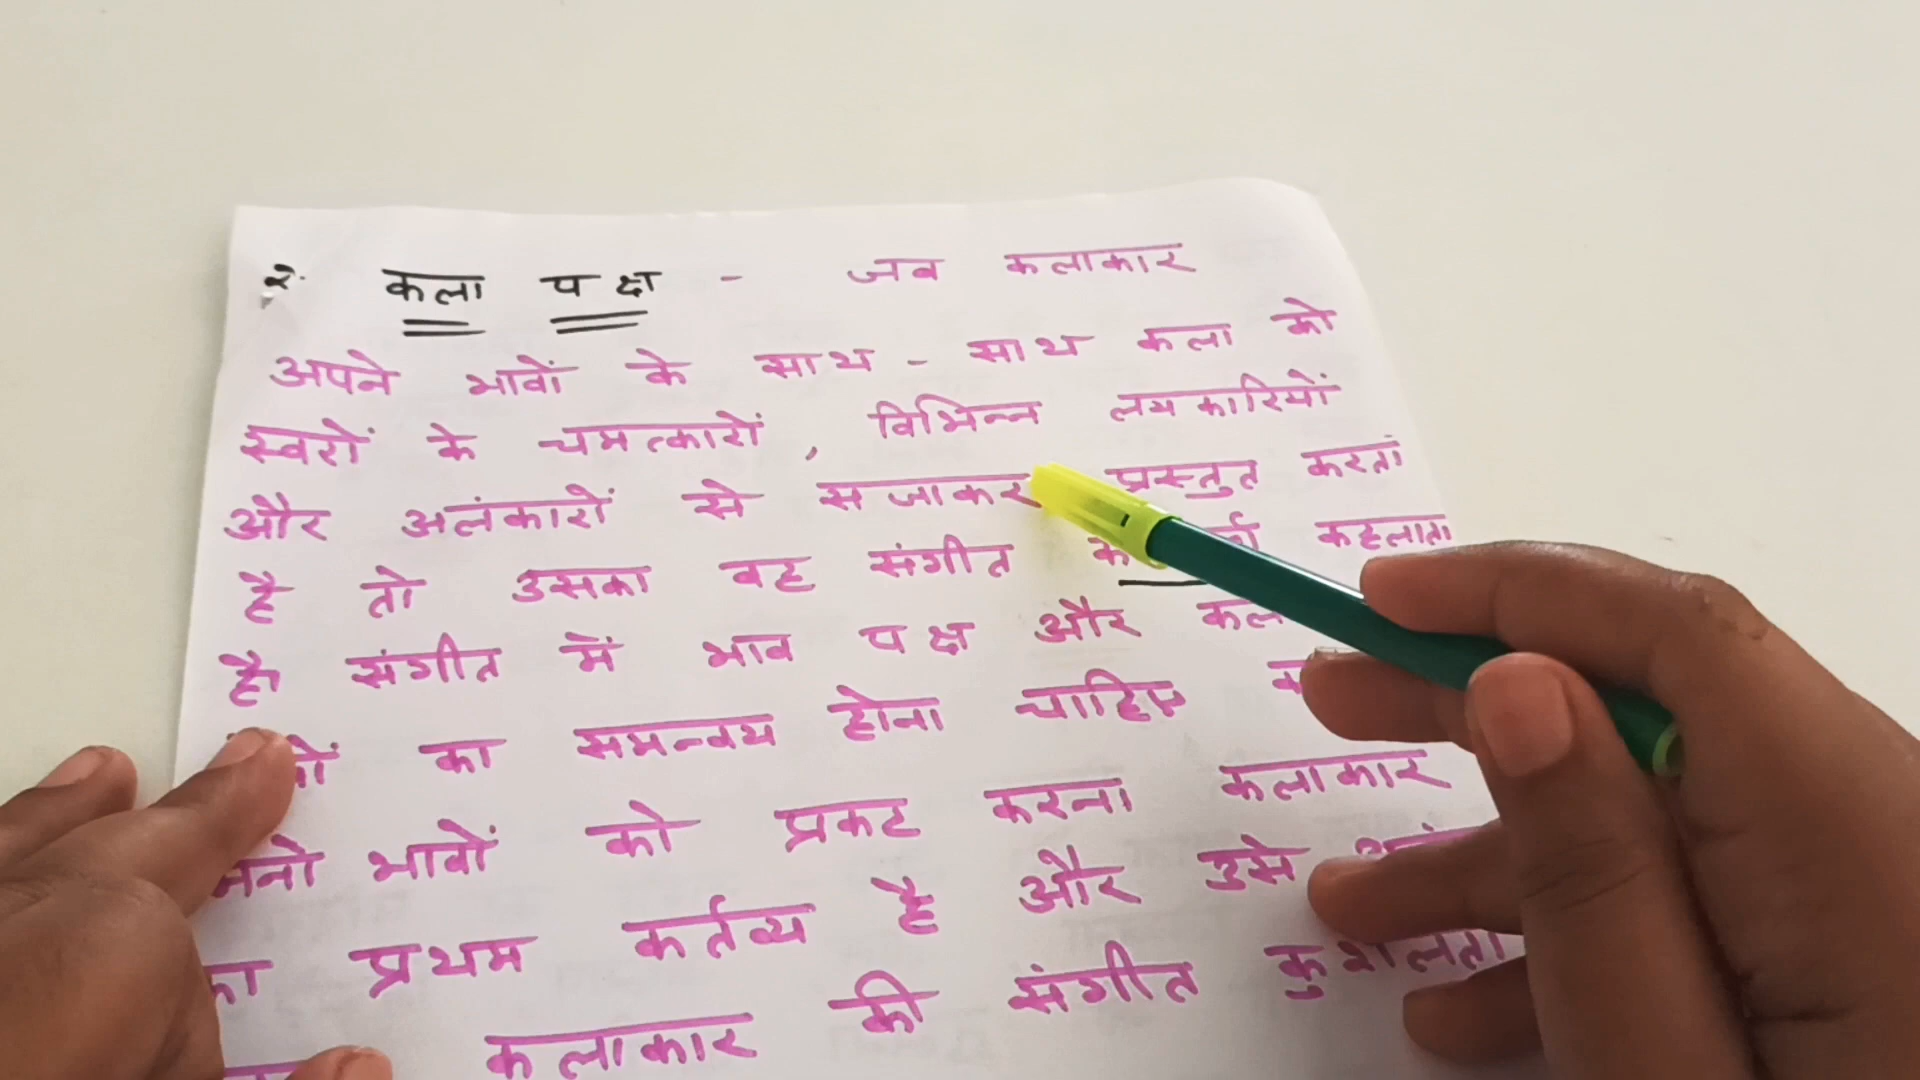 २. कला पक्ष - जब कलाकार
अपने भावों के साथ - साथ कला को
स्वरों के चमत्कारों, विभिन्न लयकारियों
और अलंकारों से सजाकर प्रस्तुत करता
है तो उसका वह संगीत कहलाता
है संगीत में भाव पक्ष और
का समन्वय होना चाहिए
भावों को प्रकट करना कलाकार
का प्रथम कर्तव्य है और उसे
कलाकार की संगीत कुशलता